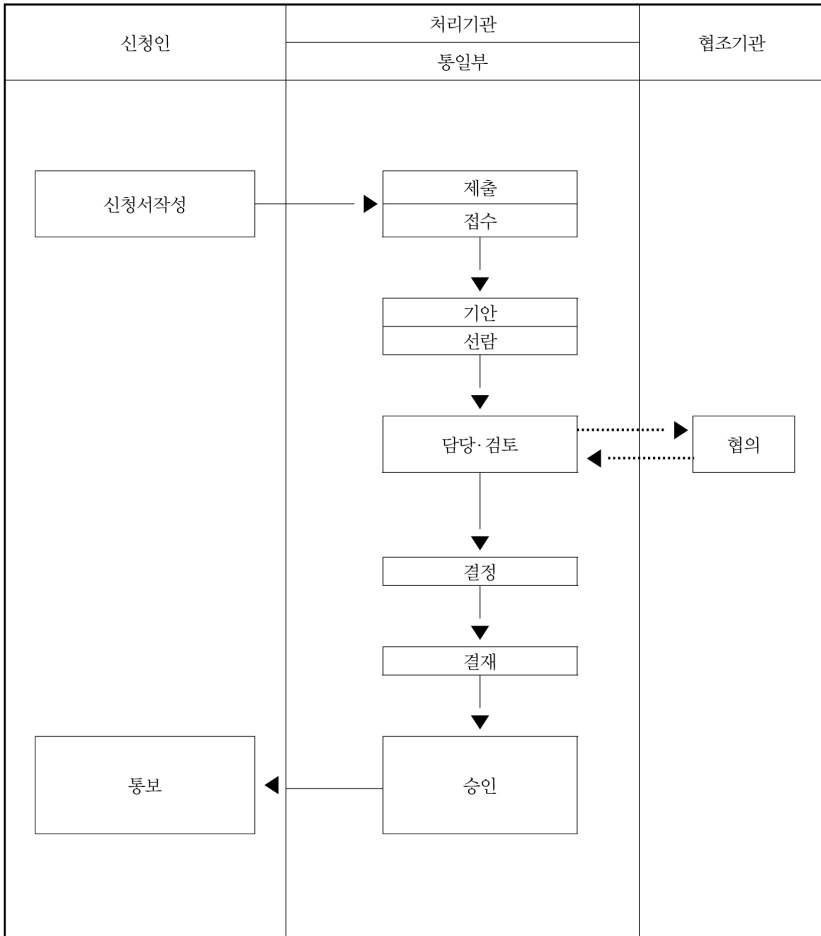 신청인
처리기관
통일부
협조기관
신청서작성
제출
접수
기안
선람
담당·검토
협의
결정
결재
통보
승인